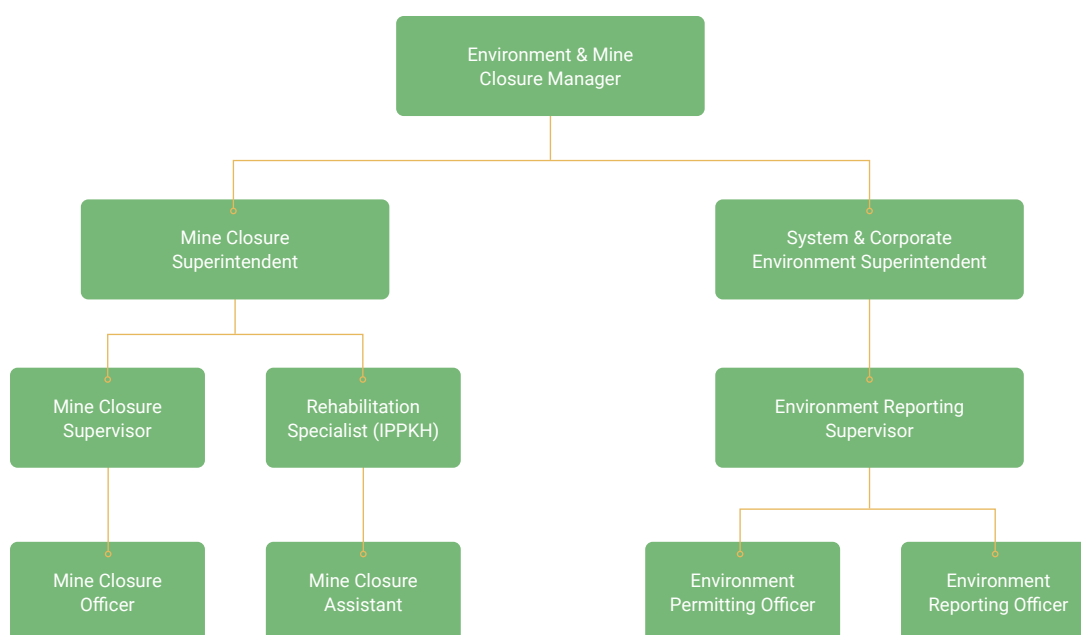 Environment & Mine
Closure Manager
Mine Closure
Superintendent
System & Corporate
Environment Superintendent
Mine Closure
Supervisor
Rehabilitation
Specialist (IPPKH)
Environment Reporting
Supervisor
Mine Closure
Officer
Mine Closure
Assistant
Environment
Permitting Officer
Environment
Reporting Officer